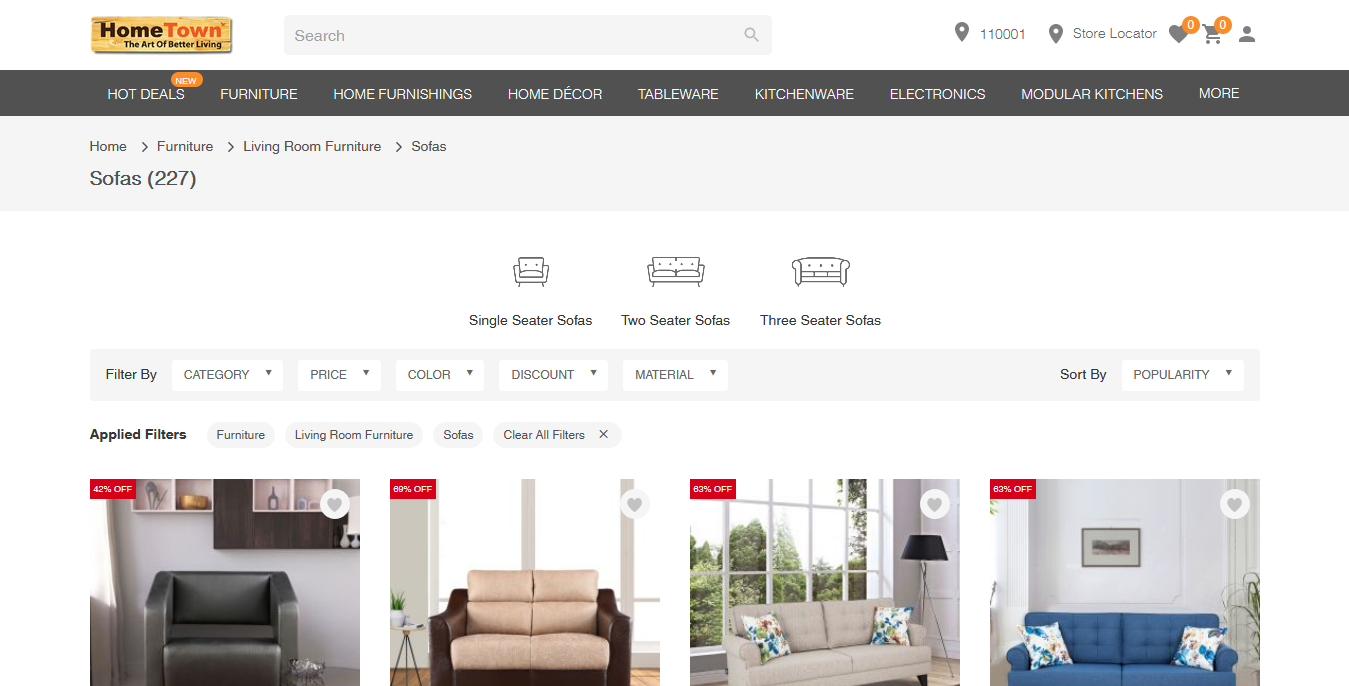 HomeTown
The Art Of Better Living
Search
110001
Store Locator
0
0
NEW
HOT DEALS
FURNITURE
HOME FURNISHINGS
HOME DÉCOR
TABLEWARE
KITCHENWARE
ELECTRONICS
MODULAR KITCHENS
MORE
Home > Furniture > Living Room Furniture > Sofas
Sofas (227)
Single Seater Sofas
Two Seater Sofas
Three Seater Sofas
Filter By
CATEGORY
PRICE
COLOR
DISCOUNT
MATERIAL
Sort By
POPULARITY
Applied Filters
Furniture
Living Room Furniture
Sofas
Clear All Filters ×
42% OFF
69% OFF
63% OFF
63% OFF